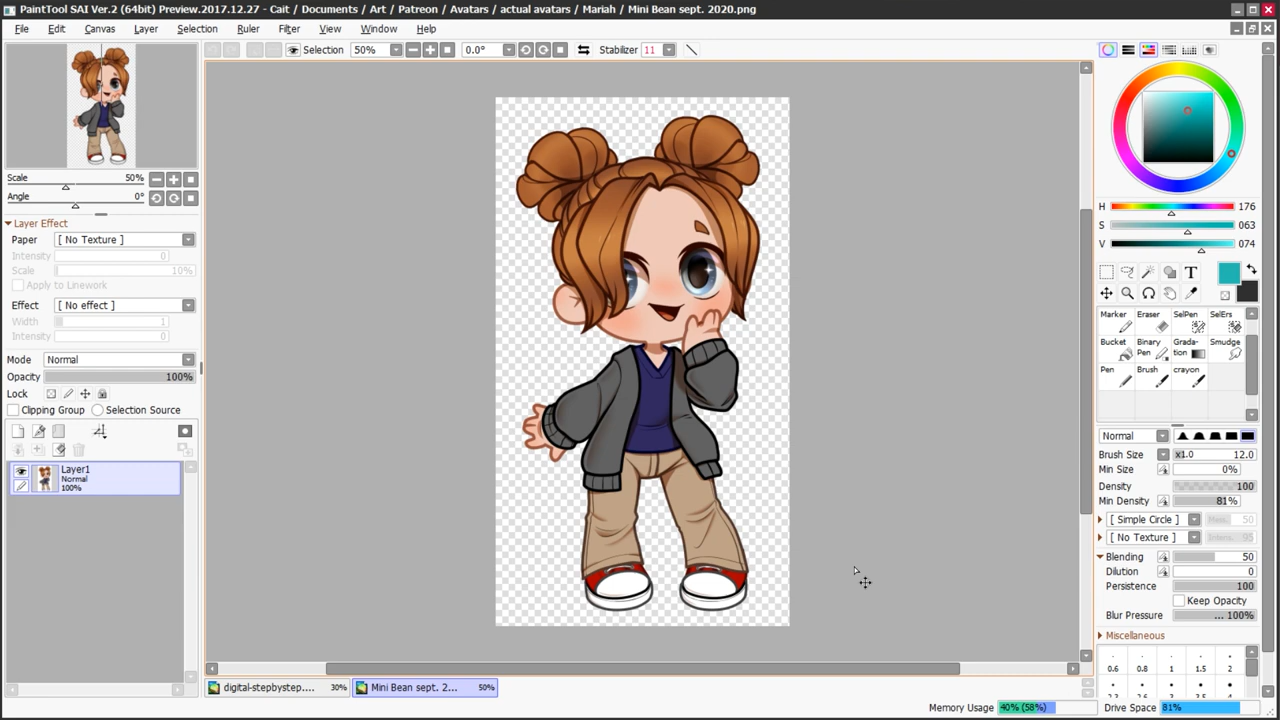 PaintTool SAI Ver.2 (64bit) Preview.2017.12.27 - Cait / Documents / Art / Patreon / Avatars / actual avatars / Mariah / Mini Bean sept. 2020.png
File Edit Canvas Layer Selection Ruler Filter View Window Help
Selection 50% 0.0° Stabilizer 11
Scale 50%
Angle 0°
Layer Effect
Paper [ No Texture ]
Intensity 0
Scale 10%
Apply to Linework
Effect [ No effect ]
Width 1
Intensity 0
Mode Normal
Opacity 100%
Lock
Clipping Group Selection Source
Layer1
Normal
100%
H 176
S 063
V 074
T
Marker Eraser SelPen SelErs
Bucket Binary Pen Grada-tion Smudge
Pen Brush crayon
Normal
Brush Size x1.0 12.0
Min Size 0%
Density 100
Min Density 81%
[ Simple Circle ] 50
[ No Texture ] 95
Blending 50
Dilution 0
Persistence 100
Keep Opacity
Blur Pressure ... 100%
Miscellaneous
0.6 0.8 1 1.5 2
digital-stepbystep.... 30% Mini Bean sept. 2... 50%
Memory Usage 40% (58%) Drive Space 81%